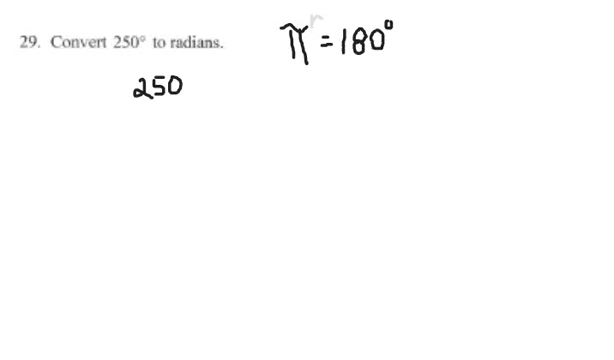 29. Convert 250° to radians.
π^r = 180°
250